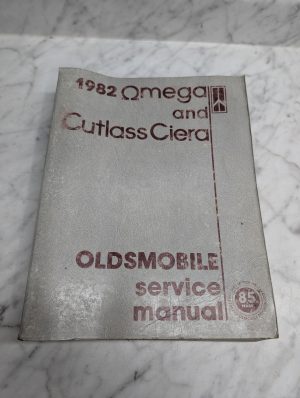 1982 Omega
and
Cutlass Ciera
OLDSMOBILE
service
manual
85